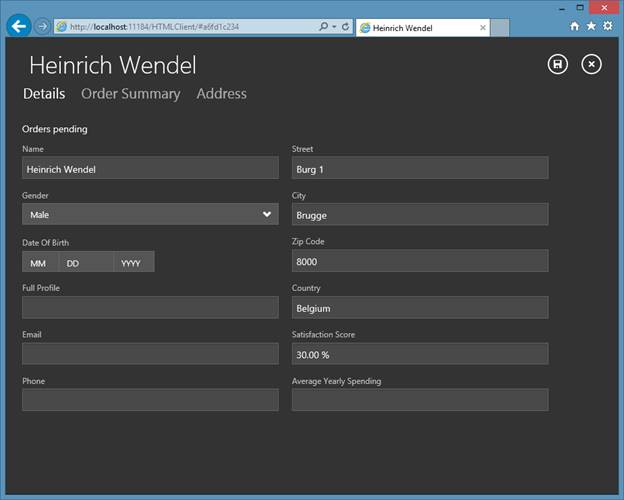 http://localhost:11184/HTMLClient/#a6fd1c234
Heinrich Wendel
Heinrich Wendel
Details Order Summary Address
Orders pending
Name
Heinrich Wendel
Street
Burg 1
Gender
Male
City
Brugge
Date Of Birth
MM DD YYYY
Zip Code
8000
Full Profile
Country
Belgium
Email
Satisfaction Score
30.00 %
Phone
Average Yearly Spending